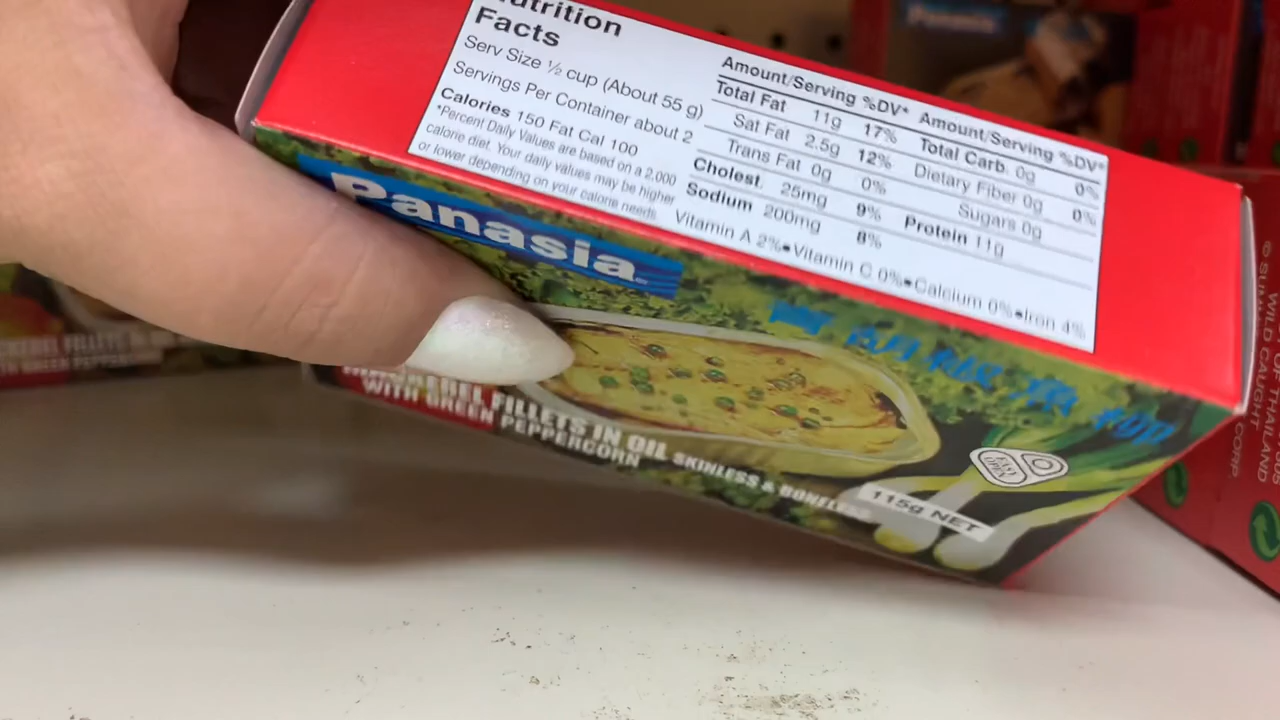 Nutrition
Facts
Serv Size ½ cup (About 55 g)
Servings Per Container about 2
Calories 150 Fat Cal 100
*Percent Daily Values are based on a 2,000
calorie diet. Your daily values may be higher
or lower depending on your calorie needs.
Amount/Serving %DV*
Total Fat 11g 17%
Sat Fat 2.5g 12%
Trans Fat 0g 0%
Cholest. 25mg 9%
Sodium 200mg 8%
Amount/Serving %DV*
Total Carb. 0g 0%
Dietary Fiber 0g 0%
Sugars 0g
Protein 11g
Vitamin A 2%●Vitamin C 0%●Calcium 0%●Iron 4%
Panasia
FILLETS IN OIL SKINLESS & BONELESS
WITH GREEN PEPPERCORN
EASY
OPEN
115g NET
Panasia
OF THAILAND
WILD CAUGHT
CORP.